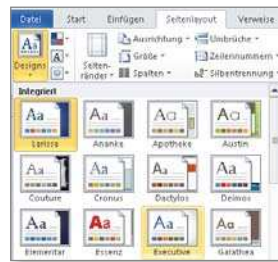 Datei Start Einfügen Seitenlayout Verweise
Aa Designs A Seiten-ränder Ausrichtung Umbrüche
Größe Zeilennummern
Spalten Silbentrennung
Integriert
Aa Aa Aa Aa
Larissa Ananke Apotheke Austin
Aa Aa Aa Aa
Couture Cronus Dactylos Deimos
Aa Aa Aa Aa
Elementar Essenz Executive Galathea